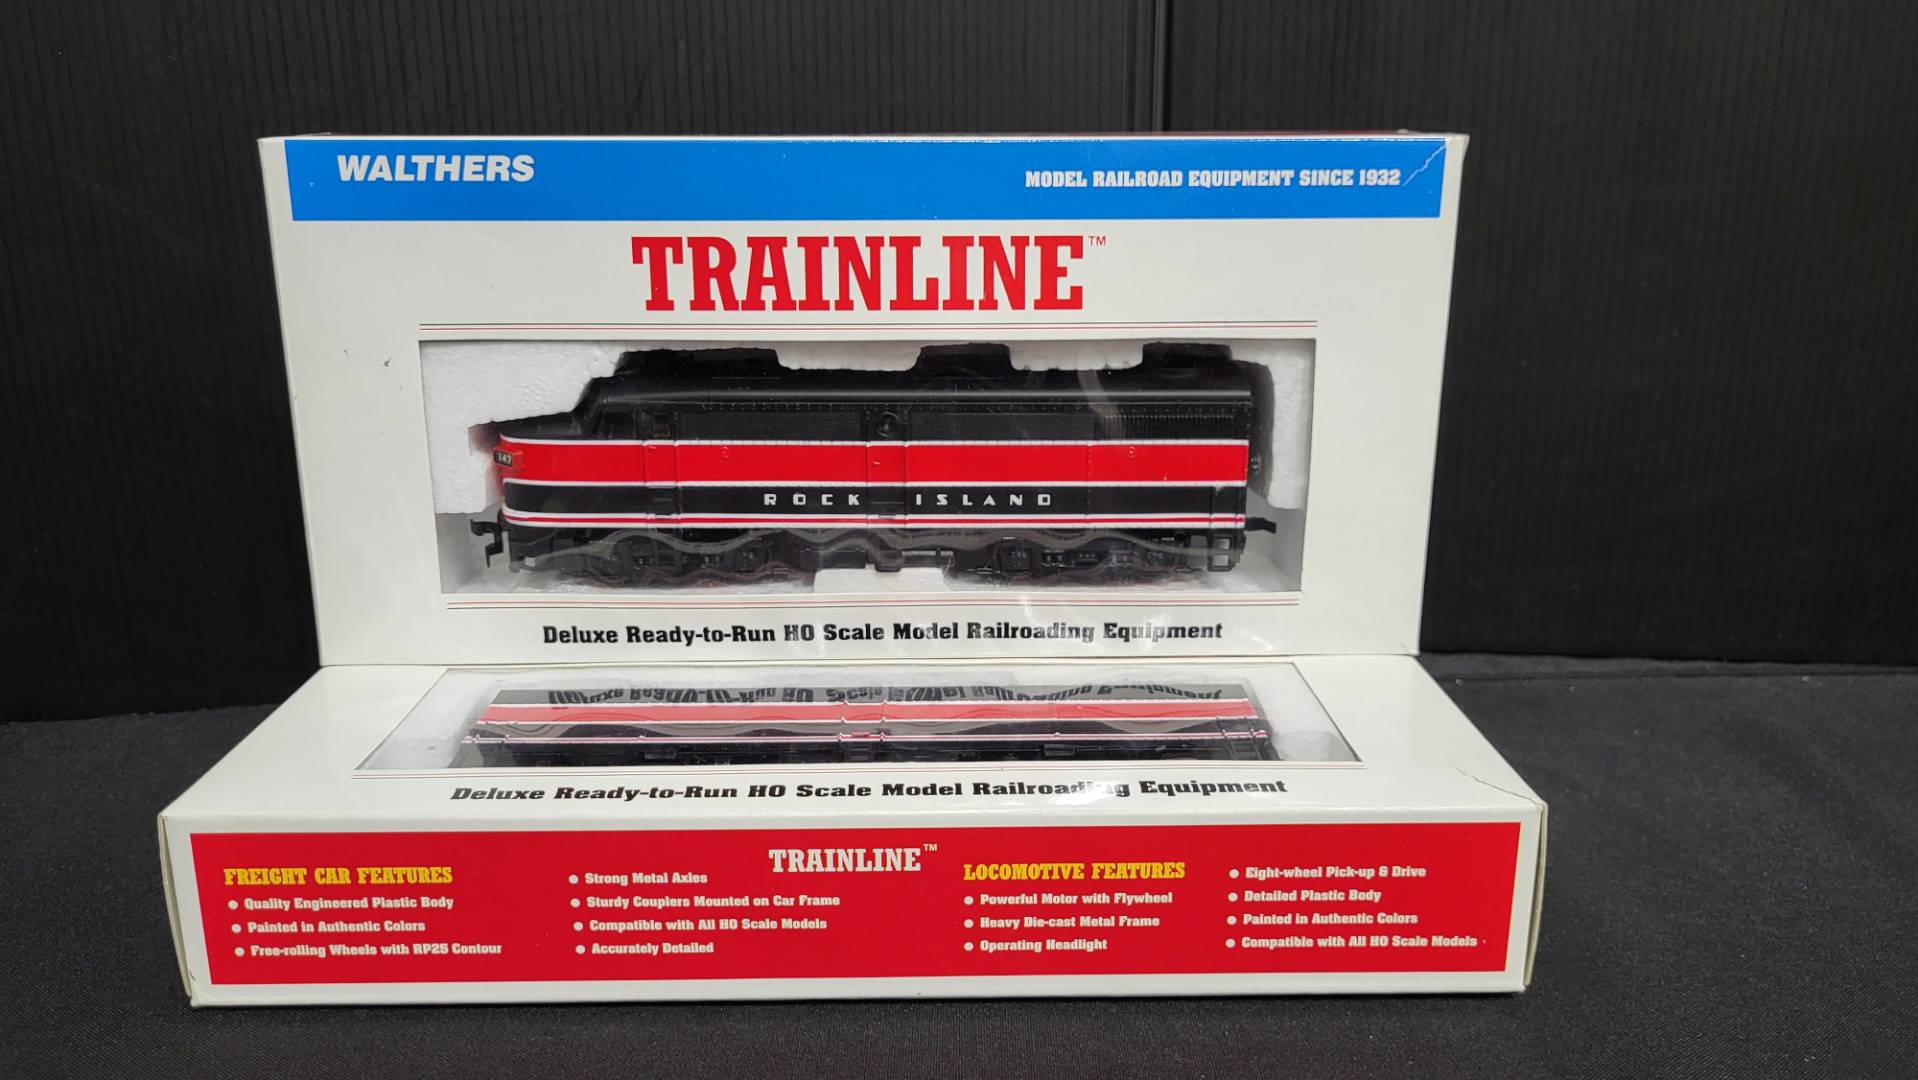 WALTHERS
MODEL RAILROAD EQUIPMENT SINCE 1932
TRAINLINE™
ROCK ISLAND
Deluxe Ready-to-Run HO Scale Model Railroading Equipment
Deluxe Ready-to-Run HO Scale Model Railroading Equipment
TRAINLINE™
FREIGHT CAR FEATURES
● Quality Engineered Plastic Body
● Painted in Authentic Colors
● Free-rolling Wheels with RP25 Contour
● Strong Metal Axles
● Sturdy Couplers Mounted on Car Frame
● Compatible with All HO Scale Models
● Accurately Detailed
LOCOMOTIVE FEATURES
● Powerful Motor with Flywheel
● Heavy Die-cast Metal Frame
● Operating Headlight
● Eight-wheel Pick-up & Drive
● Detailed Plastic Body
● Painted in Authentic Colors
● Compatible with All HO Scale Models